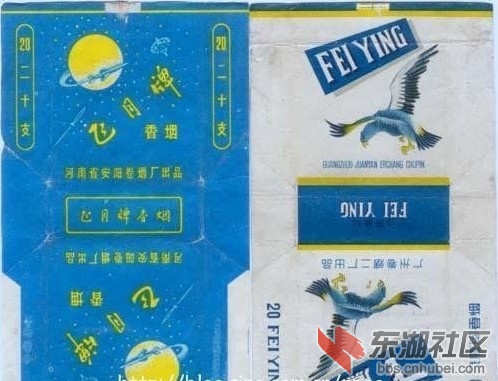 20
二十支
20
二十支
飞月牌
香烟
河南省安阳卷烟厂出品
飞月牌香烟
河南省安阳卷烟厂出品
香烟
飞月牌
FEI YING
GUANGZHOU JUANYAN ERCHANG CHUPIN
FEI YING
广州卷烟二厂出品
20 FEI YING
东湖社区
bbs.cnhubei.com